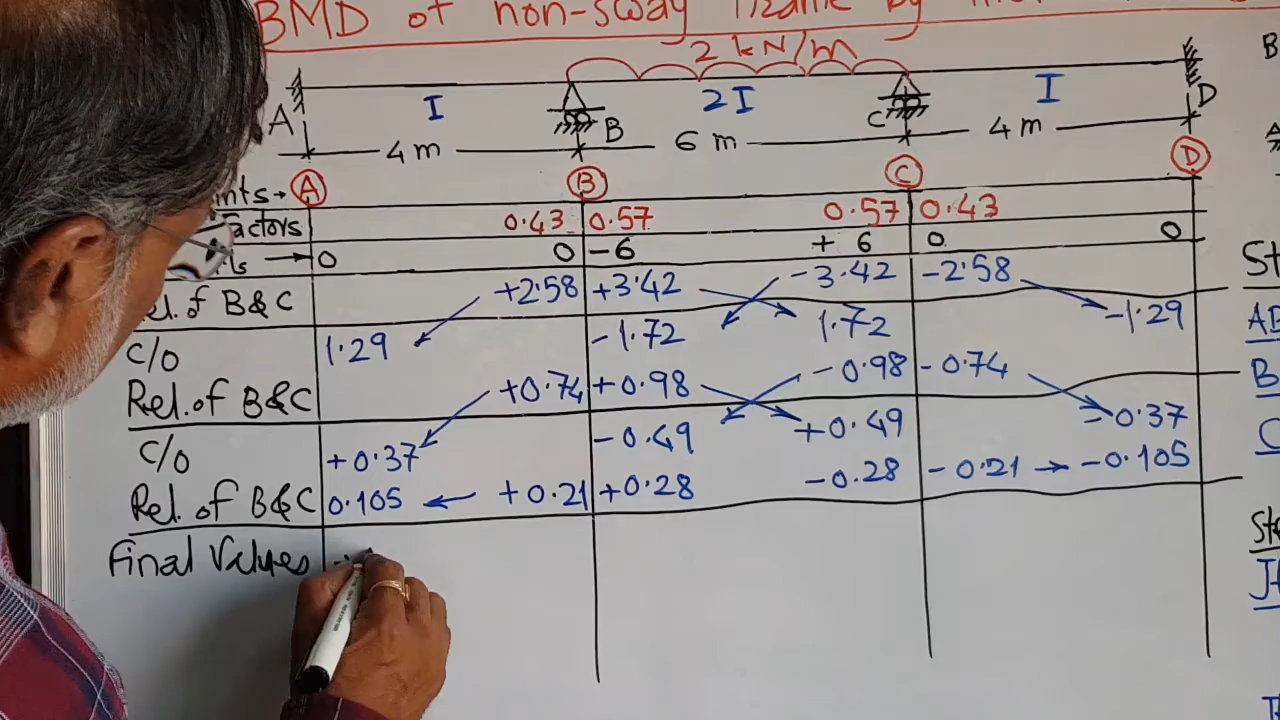 BMD of non-sway frame by
2 kN/m
A I B 2I C I D
4 m 6 m 4 m
A B C D
actors 0.43 0.57 0.57 0.43
0 0 -6 + 6 0 0
Rel. of B&C +2.58 +3.42 -3.42 -2.58
C/O 1.29 -1.72 1.72 -1.29
Rel. of B&C +0.74 +0.98 -0.98 -0.74
C/O +0.37 -0.49 +0.49 -0.37
Rel. of B&C 0.105 +0.21 +0.28 -0.28 -0.21 -0.105
Final Values
B
St
AB
B
C
Ste